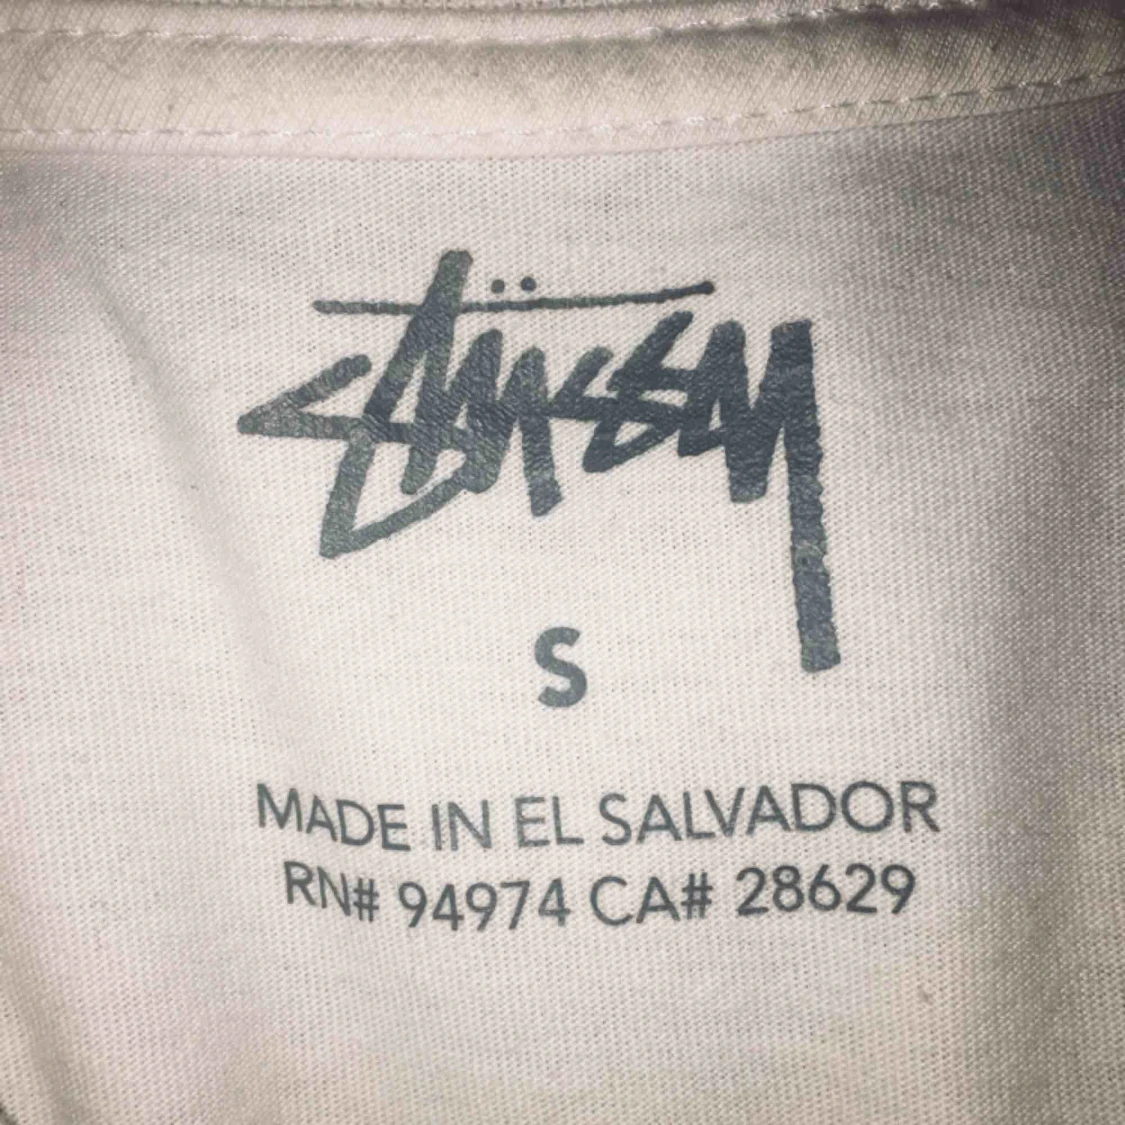 Stüssy
S
MADE IN EL SALVADOR
RN# 94974 CA# 28629